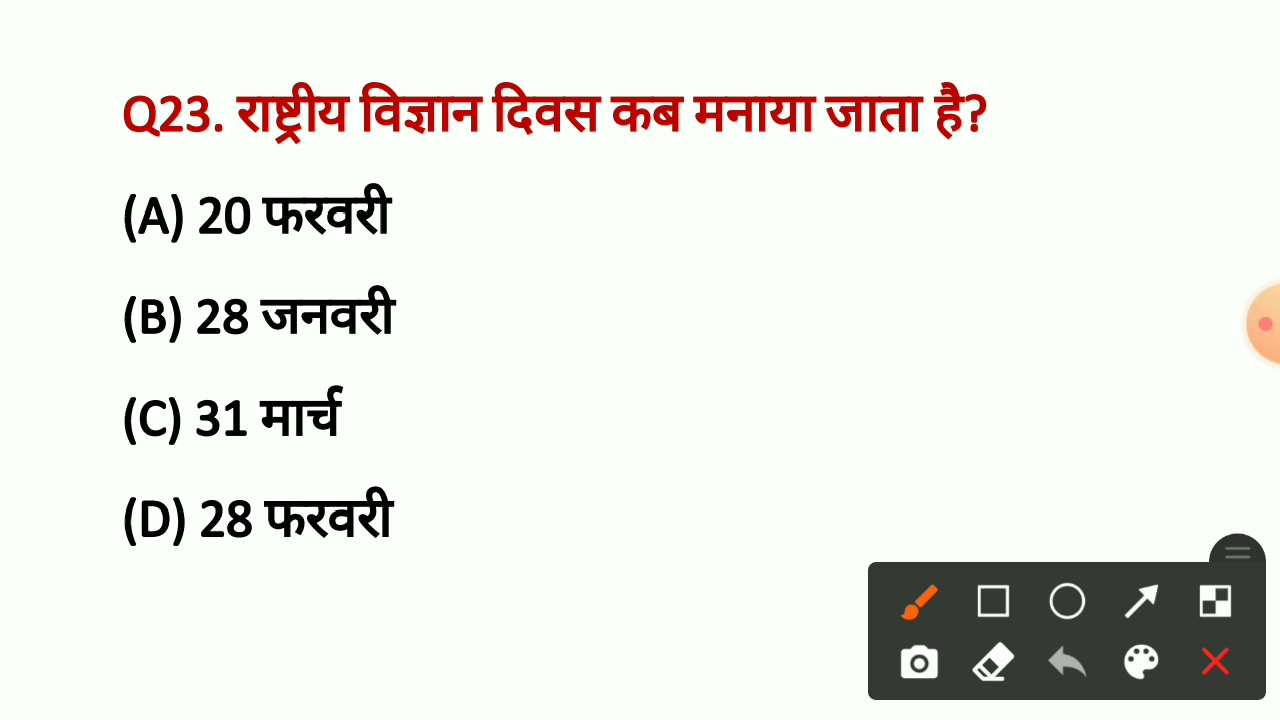 Q23. राष्ट्रीय विज्ञान दिवस कब मनाया जाता है?
(A) 20 फरवरी
(B) 28 जनवरी
(C) 31 मार्च
(D) 28 फरवरी